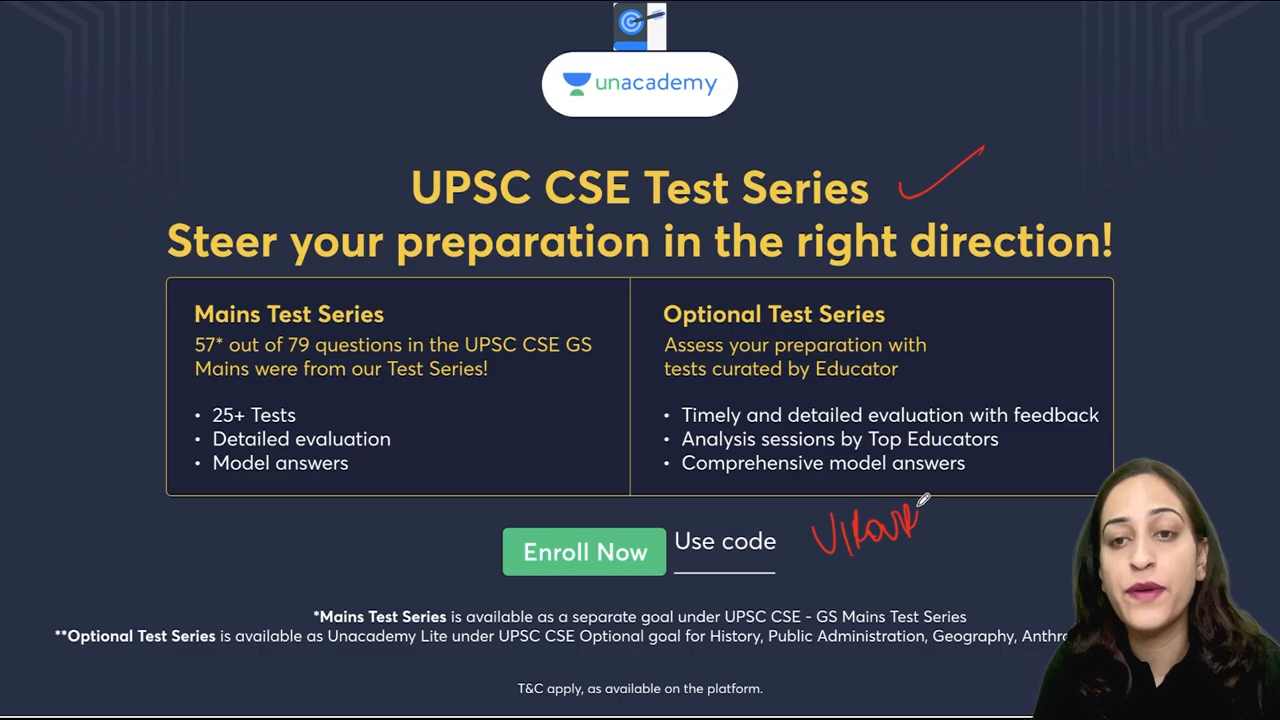 unacademy
UPSC CSE Test Series
Steer your preparation in the right direction!
Mains Test Series
57* out of 79 questions in the UPSC CSE GS
Mains were from our Test Series!
• 25+ Tests
• Detailed evaluation
• Model answers
Optional Test Series
Assess your preparation with
tests curated by Educator
• Timely and detailed evaluation with feedback
• Analysis sessions by Top Educators
• Comprehensive model answers
Enroll Now
Use code
*Mains Test Series is available as a separate goal under UPSC CSE - GS Mains Test Series
**Optional Test Series is available as Unacademy Lite under UPSC CSE Optional goal for History, Public Administration, Geography,
T&C apply, as available on the platform.